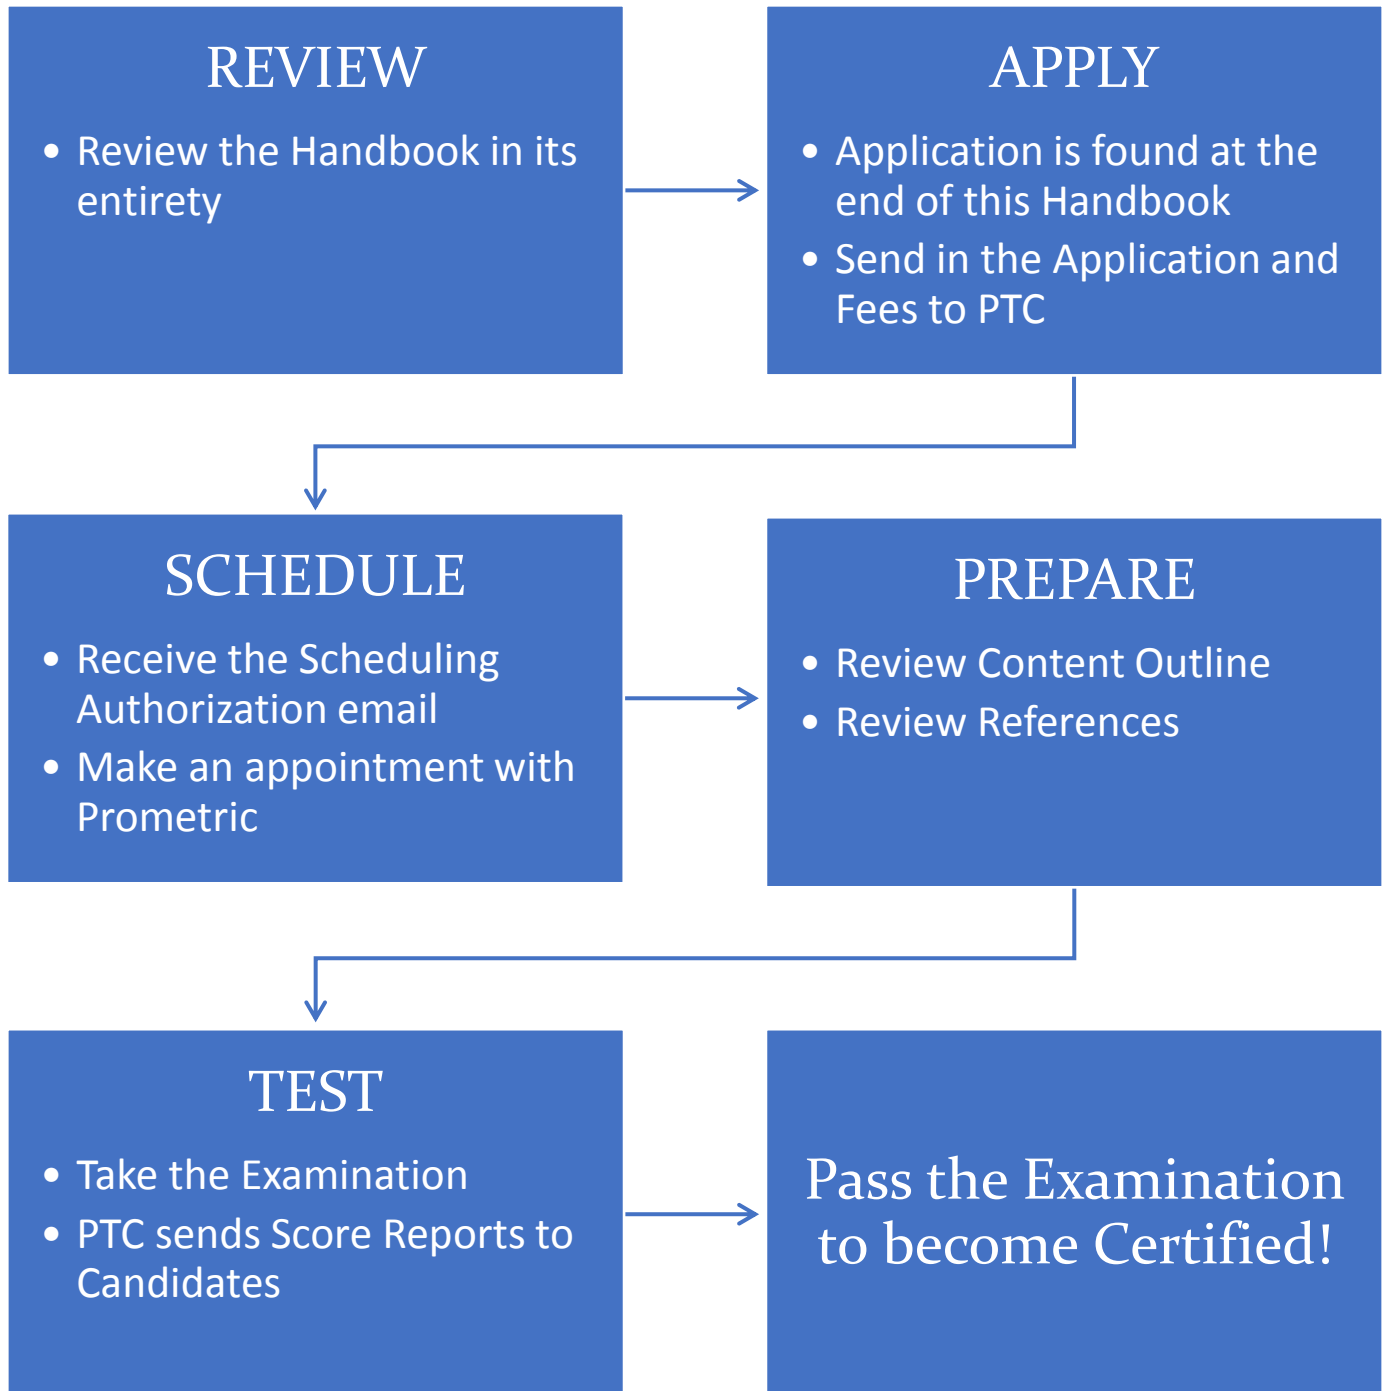 REVIEW
• Review the Handbook in its
entirety
APPLY
• Application is found at the
end of this Handbook
• Send in the Application and
Fees to PTC
SCHEDULE
• Receive the Scheduling
Authorization email
• Make an appointment with
Prometric
PREPARE
• Review Content Outline
• Review References
TEST
• Take the Examination
• PTC sends Score Reports to
Candidates
Pass the Examination
to become Certified!